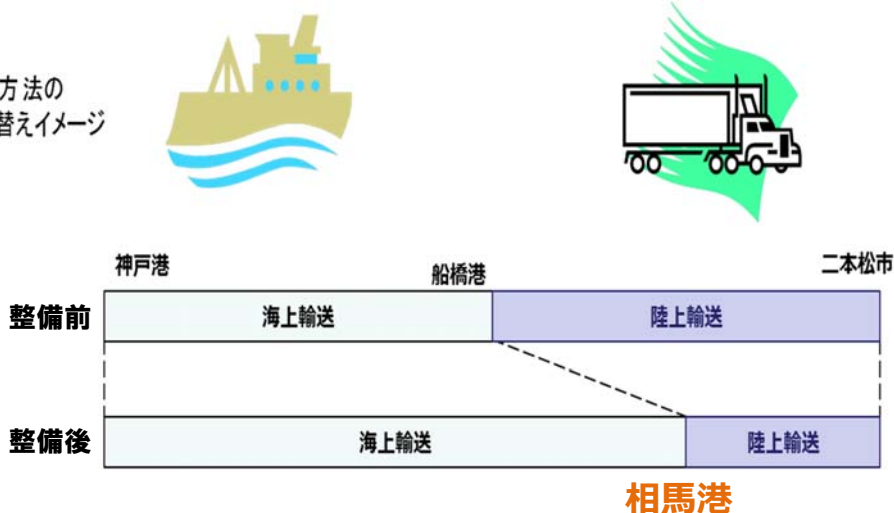 方法の
替えイメージ
神戸港
船橋港
二本松市
整備前
海上輸送
陸上輸送
整備後
海上輸送
陸上輸送
相馬港